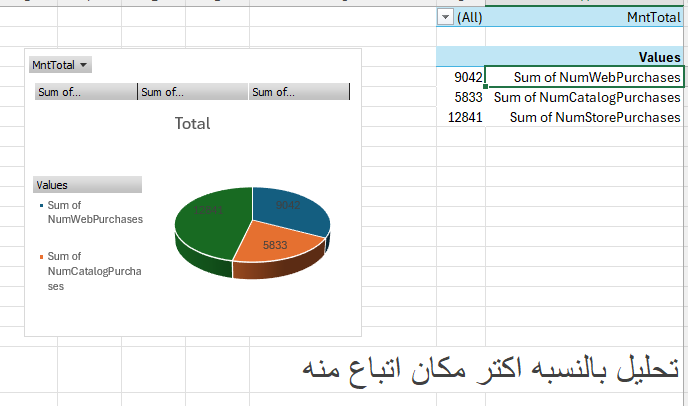 (All) MntTotal
Values
9042 Sum of NumWebPurchases
5833 Sum of NumCatalogPurchases
12841 Sum of NumStorePurchases
MntTotal
Sum of... Sum of... Sum of...
Total
Values
Sum of
NumWebPurchases
Sum of
NumCatalogPurcha
ses
9042
5833
12841
تحليل بالنسبه اكتر مكان اتباع منه